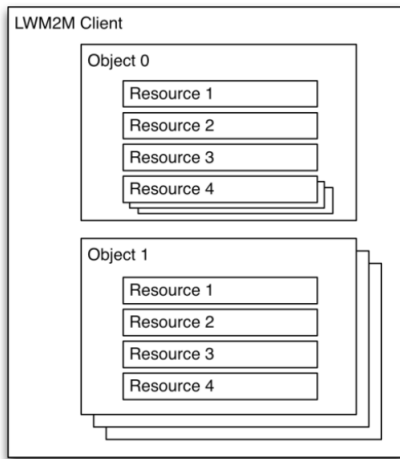 LWM2M Client
Object 0
Resource 1
Resource 2
Resource 3
Resource 4
Object 1
Resource 1
Resource 2
Resource 3
Resource 4